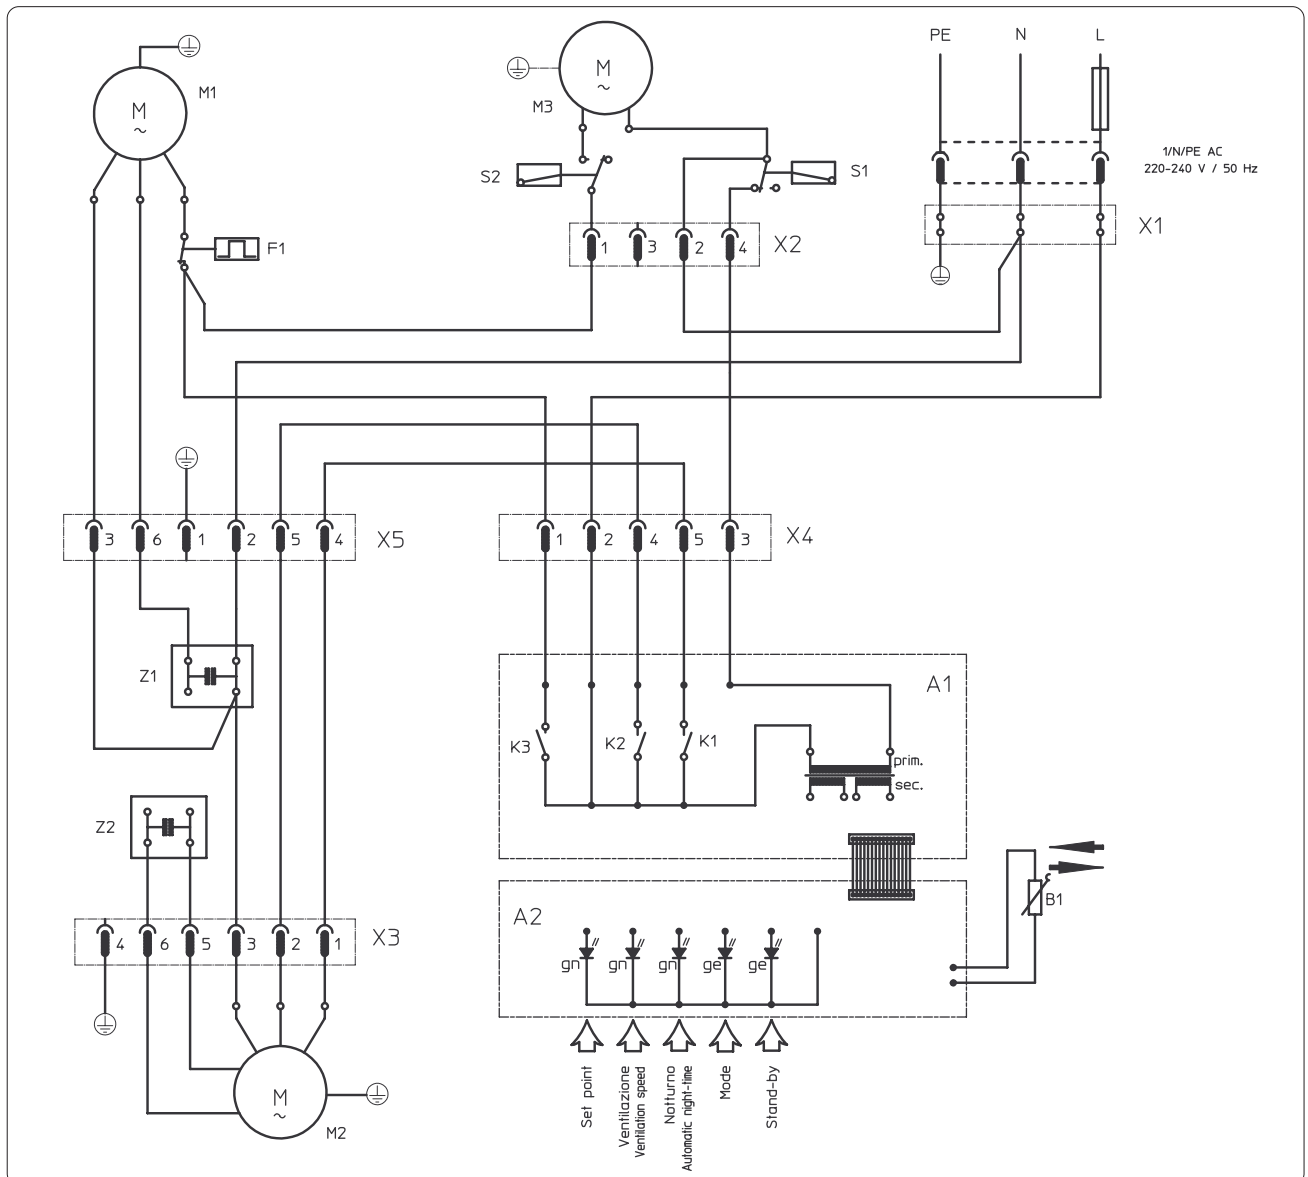 PE N L
M
~
M1
M
~
M3
1/N/PE AC
220-240 V / 50 Hz
S2
S1
F1
1 3 2 4
X2
X1
3 6 1 2 5 4
X5
1 2 4 5 3
X4
Z1
A1
K3
K2
K1
prim.
sec.
Z2
A2
B1
4 6 5 3 2 1
X3
gn gn gn ge ge
M
~
M2
Set point
Ventilazione
Ventilation speed
Notturno
Automatic night-time
Mode
Stand-by